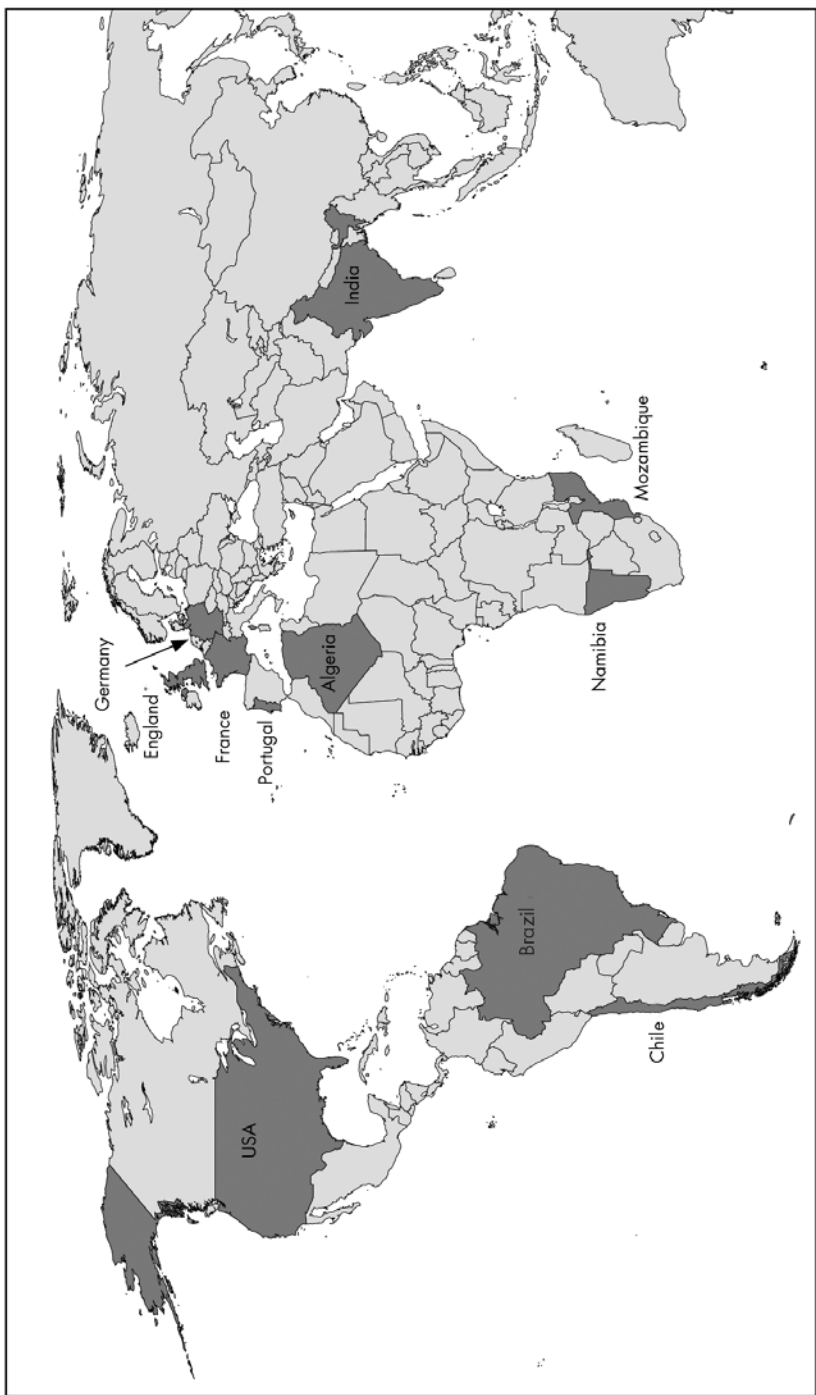 Germany
England
France
Portugal
USA
Algeria
India
Brazil
Chile
Namibia
Mozambique